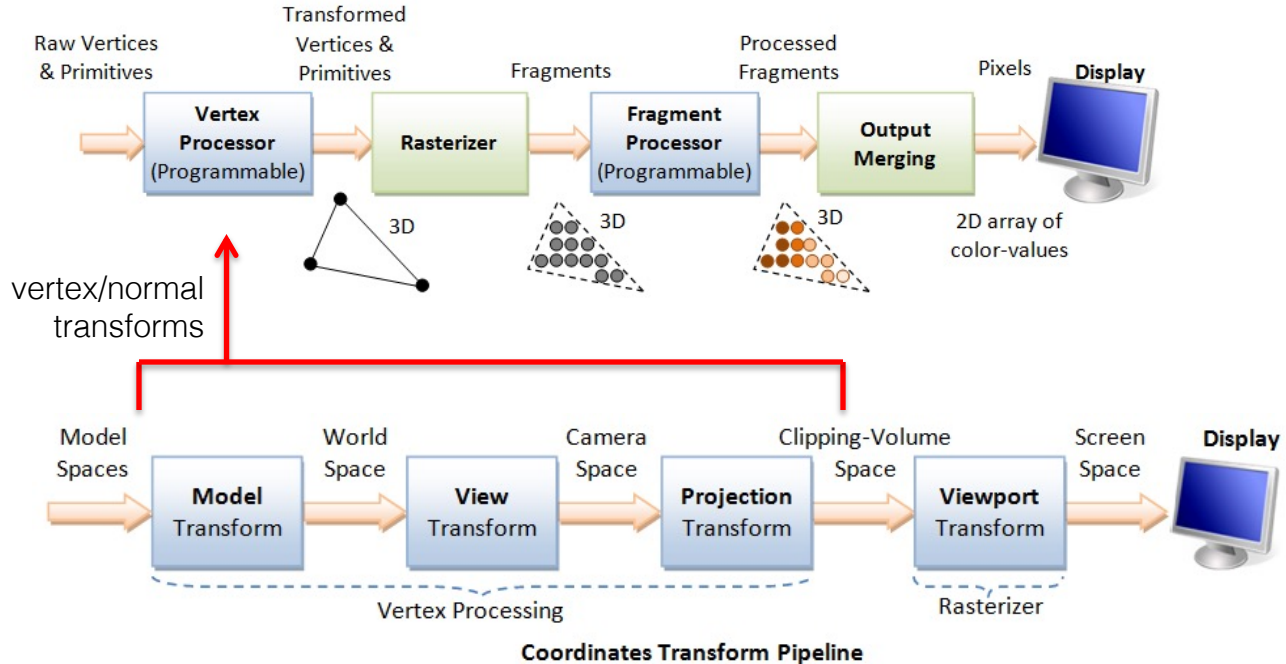 Raw Vertices
& Primitives
Transformed
Vertices &
Primitives
Fragments
Processed
Fragments
Pixels
Display
Vertex
Processor
(Programmable)
Rasterizer
Fragment
Processor
(Programmable)
Output
Merging
3D
3D
3D
2D array of
color-values
vertex/normal
transforms
Model
Spaces
World
Space
Camera
Space
Clipping-Volume
Space
Screen
Space
Display
Model
Transform
View
Transform
Projection
Transform
Viewport
Transform
Vertex Processing
Rasterizer
Coordinates Transform Pipeline